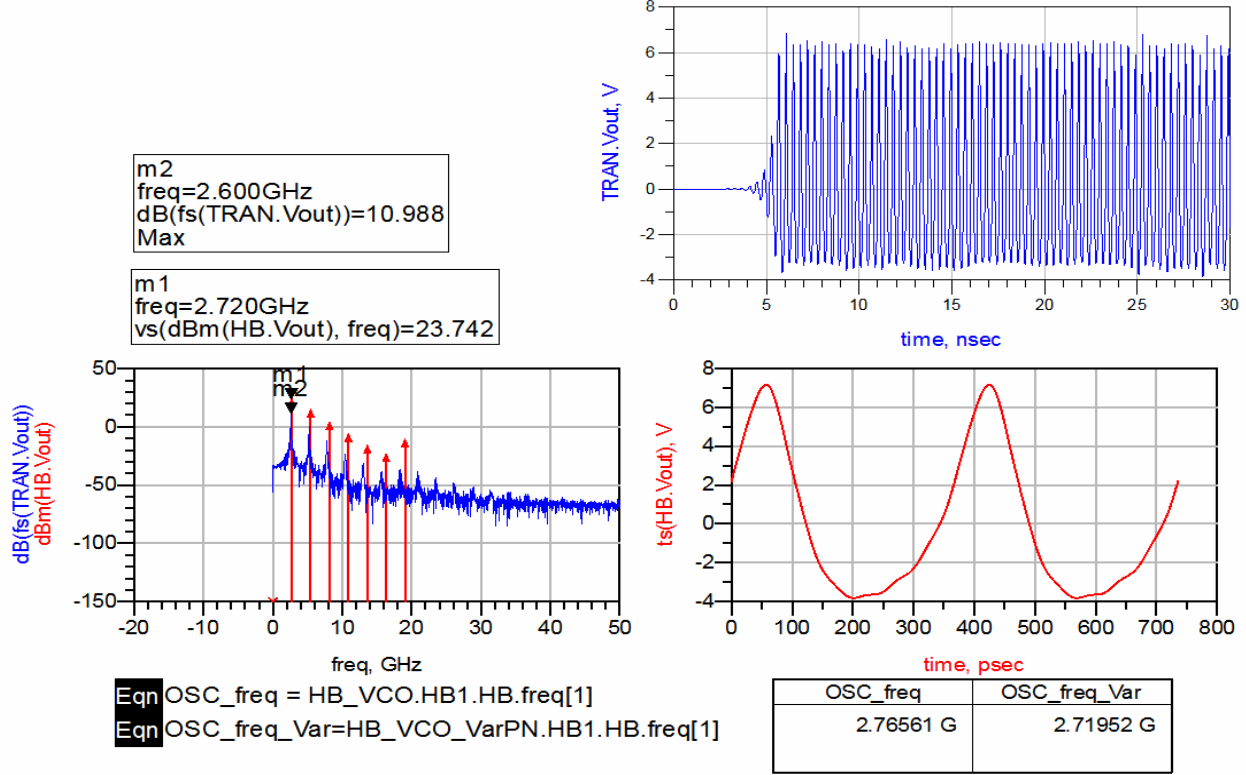 8
6
4
2
0
-2
-4
TRAN.Vout, V
0
5
10
15
20
25
30
time, nsec
m2
freq=2.600GHz
dB(fs(TRAN.Vout))=10.988
Max
m1
freq=2.720GHz
vs(dBm(HB.Vout), freq)=23.742
m1
m2
50
0
-50
-100
-150
dB(fs(TRAN.Vout))
dBm(HB.Vout)
-20
-10
0
10
20
30
40
50
freq, GHz
8
6
4
2
0
-2
-4
ts(HB.Vout), V
0
100
200
300
400
500
600
700
800
time, psec
Eqn OSC_freq = HB_VCO.HB1.HB.freq[1]
Eqn OSC_freq_Var=HB_VCO_VarPN.HB1.HB.freq[1]
OSC_freq OSC_freq_Var
2.76561 G 2.71952 G